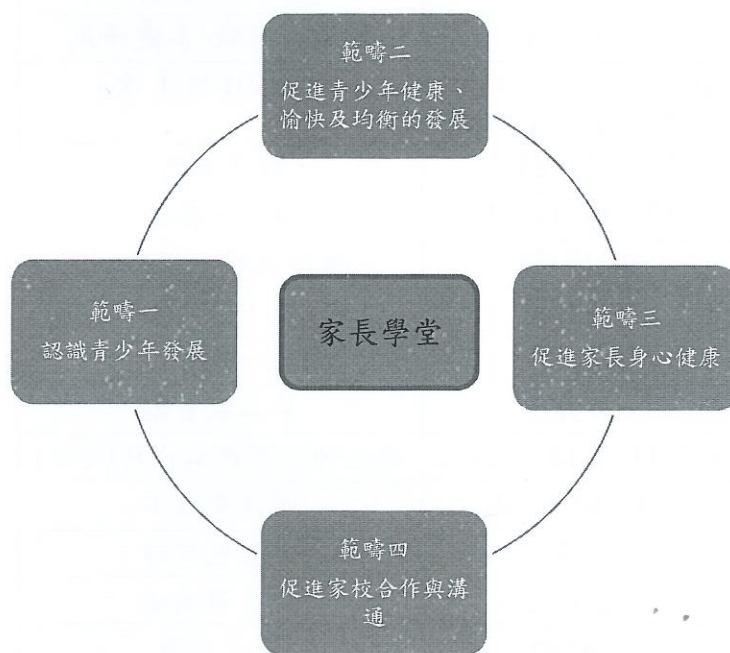 範疇二
促進青少年健康、
愉快及均衡的發展
範疇一
認識青少年發展
家長學堂
範疇三
促進家長身心健康
範疇四
促進家校合作與溝
通